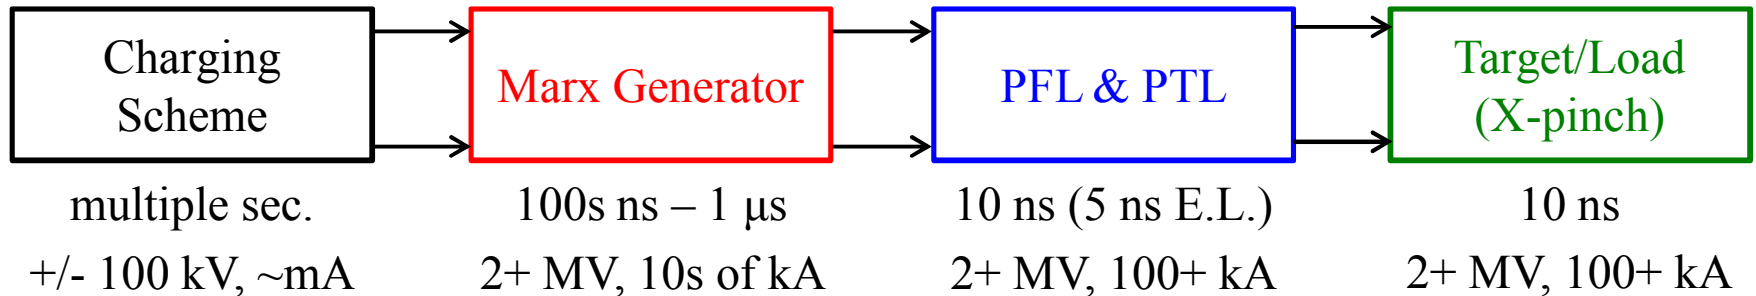 Charging
Scheme
Marx Generator
PFL & PTL
Target/Load
(X-pinch)
multiple sec.
100s ns – 1 μs
10 ns (5 ns E.L.)
10 ns
+/- 100 kV, ~mA
2+ MV, 10s of kA
2+ MV, 100+ kA
2+ MV, 100+ kA